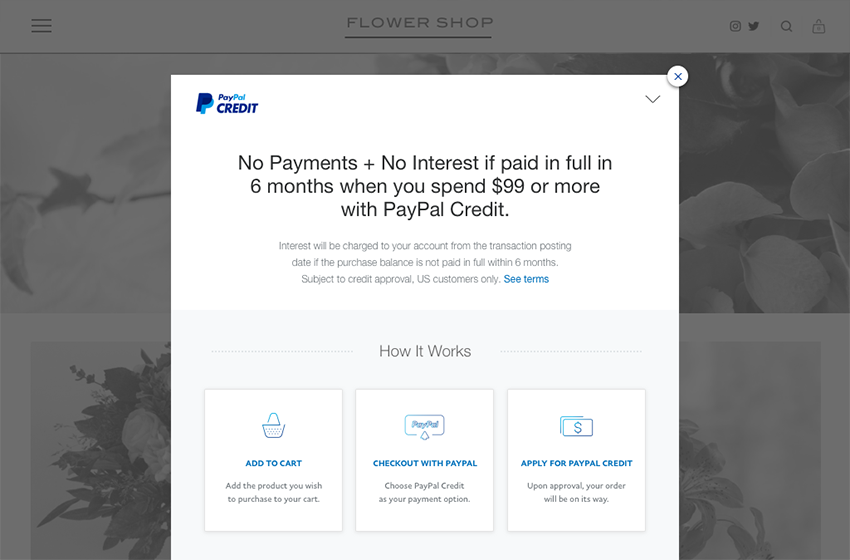 FLOWER SHOP
PayPal
CREDIT
No Payments + No Interest if paid in full in
6 months when you spend $99 or more
with PayPal Credit.
Interest will be charged to your account from the transaction posting
date if the purchase balance is not paid in full within 6 months.
Subject to credit approval, US customers only. See terms
How It Works
PayPal
$
ADD TO CART
CHECKOUT WITH PAYPAL
APPLY FOR PAYPAL CREDIT
Add the product you wish
to purchase to your cart.
Choose PayPal Credit
as your payment option.
Upon approval, your order
will be on its way.